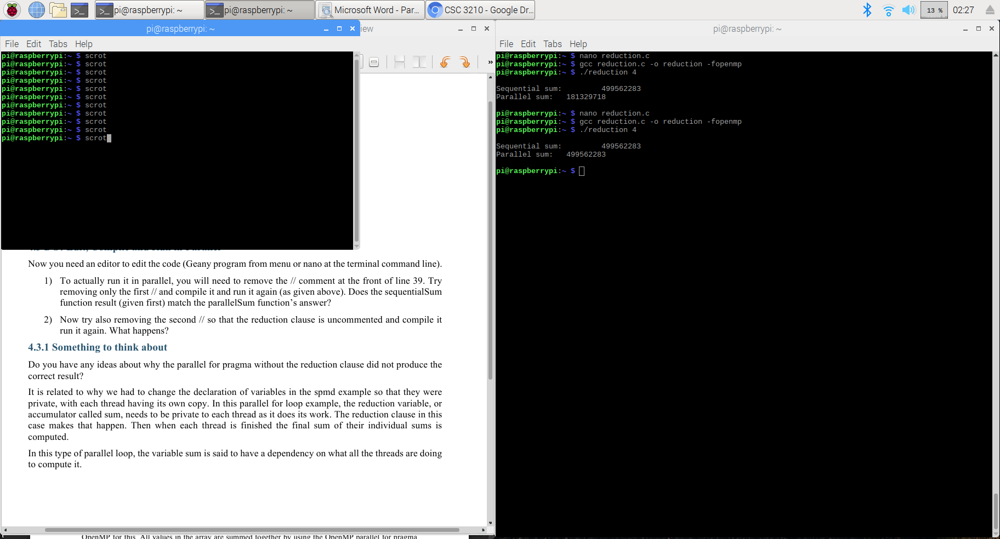 pi@raspberrypi: ~
pi@raspberrypi: ~
Microsoft Word - Par...
CSC 3210 - Google Dr...
13 %
02:27
pi@raspberrypi: ~
File Edit Tabs Help
pi@raspberrypi:~ $ scrot
pi@raspberrypi:~ $ scrot
pi@raspberrypi:~ $ scrot
pi@raspberrypi:~ $ scrot
pi@raspberrypi:~ $ scrot
pi@raspberrypi:~ $ scrot
pi@raspberrypi:~ $ scrot
pi@raspberrypi:~ $ scrot
pi@raspberrypi:~ $ scrot
pi@raspberrypi:~ $ scrot
pi@raspberrypi:~ $ scrot
iew
»
Now you need an editor to edit the code (Geany program from menu or nano at the terminal command line).
1) To actually run it in parallel, you will need to remove the // comment at the front of line 39. Try
removing only the first // and compile it and run it again (as given above). Does the sequentialSum
function result (given first) match the parallelSum function’s answer?
2) Now try also removing the second // so that the reduction clause is uncommented and compile it
run it again. What happens?
4.3.1 Something to think about
Do you have any ideas about why the parallel for pragma without the reduction clause did not produce the
correct result?
It is related to why we had to change the declaration of variables in the spmd example so that they were
private, with each thread having its own copy. In this parallel for loop example, the reduction variable, or
accumulator called sum, needs to be private to each thread as it does its work. The reduction clause in this
case makes that happen. Then when each thread is finished the final sum of their individual sums is
computed.
In this type of parallel loop, the variable sum is said to have a dependency on what all the threads are doing
to compute it.
OpenMP for this. All values in the array are summed together by using the OpenMP parallel for pragma
pi@raspberrypi: ~
File Edit Tabs Help
pi@raspberrypi:~ $ nano reduction.c
pi@raspberrypi:~ $ gcc reduction.c -o reduction -fopenmp
pi@raspberrypi:~ $ ./reduction 4
Sequential sum: 499562283
Parallel sum: 181329718
pi@raspberrypi:~ $ nano reduction.c
pi@raspberrypi:~ $ gcc reduction.c -o reduction -fopenmp
pi@raspberrypi:~ $ ./reduction 4
Sequential sum: 499562283
Parallel sum: 499562283
pi@raspberrypi:~ $